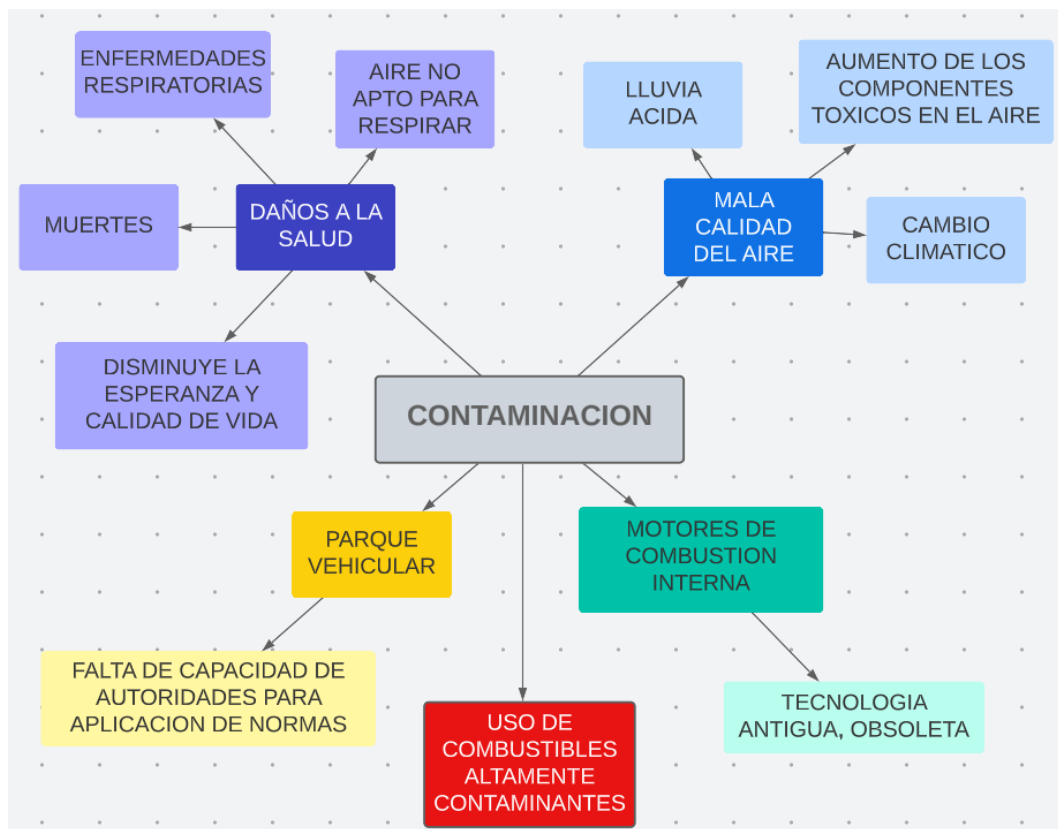 ENFERMEDADES
RESPIRATORIAS
AIRE NO
APTO PARA
RESPIRAR
LLUVIA
ACIDA
AUMENTO DE LOS
COMPONENTES
TOXICOS EN EL AIRE
MUERTES
DAÑOS A LA
SALUD
MALA
CALIDAD
DEL AIRE
CAMBIO
CLIMATICO
DISMINUYE LA
ESPERANZA Y
CALIDAD DE VIDA
CONTAMINACION
PARQUE
VEHICULAR
MOTORES DE
COMBUSTION
INTERNA
FALTA DE CAPACIDAD DE
AUTORIDADES PARA
APLICACION DE NORMAS
USO DE
COMBUSTIBLES
ALTAMENTE
CONTAMINANTES
TECNOLOGIA
ANTIGUA, OBSOLETA